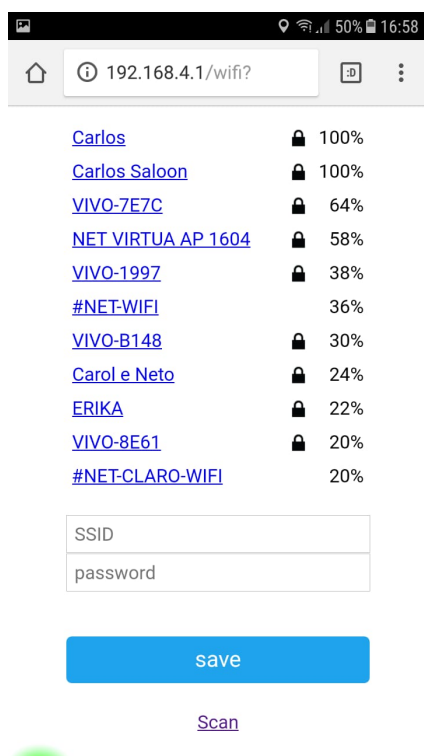 50% 16:58
192.168.4.1/wifi?
:D
Carlos 100%
Carlos Saloon 100%
VIVO-7E7C 64%
NET VIRTUA AP 1604 58%
VIVO-1997 38%
#NET-WIFI 36%
VIVO-B148 30%
Carol e Neto 24%
ERIKA 22%
VIVO-8E61 20%
#NET-CLARO-WIFI 20%
SSID
password
save
Scan